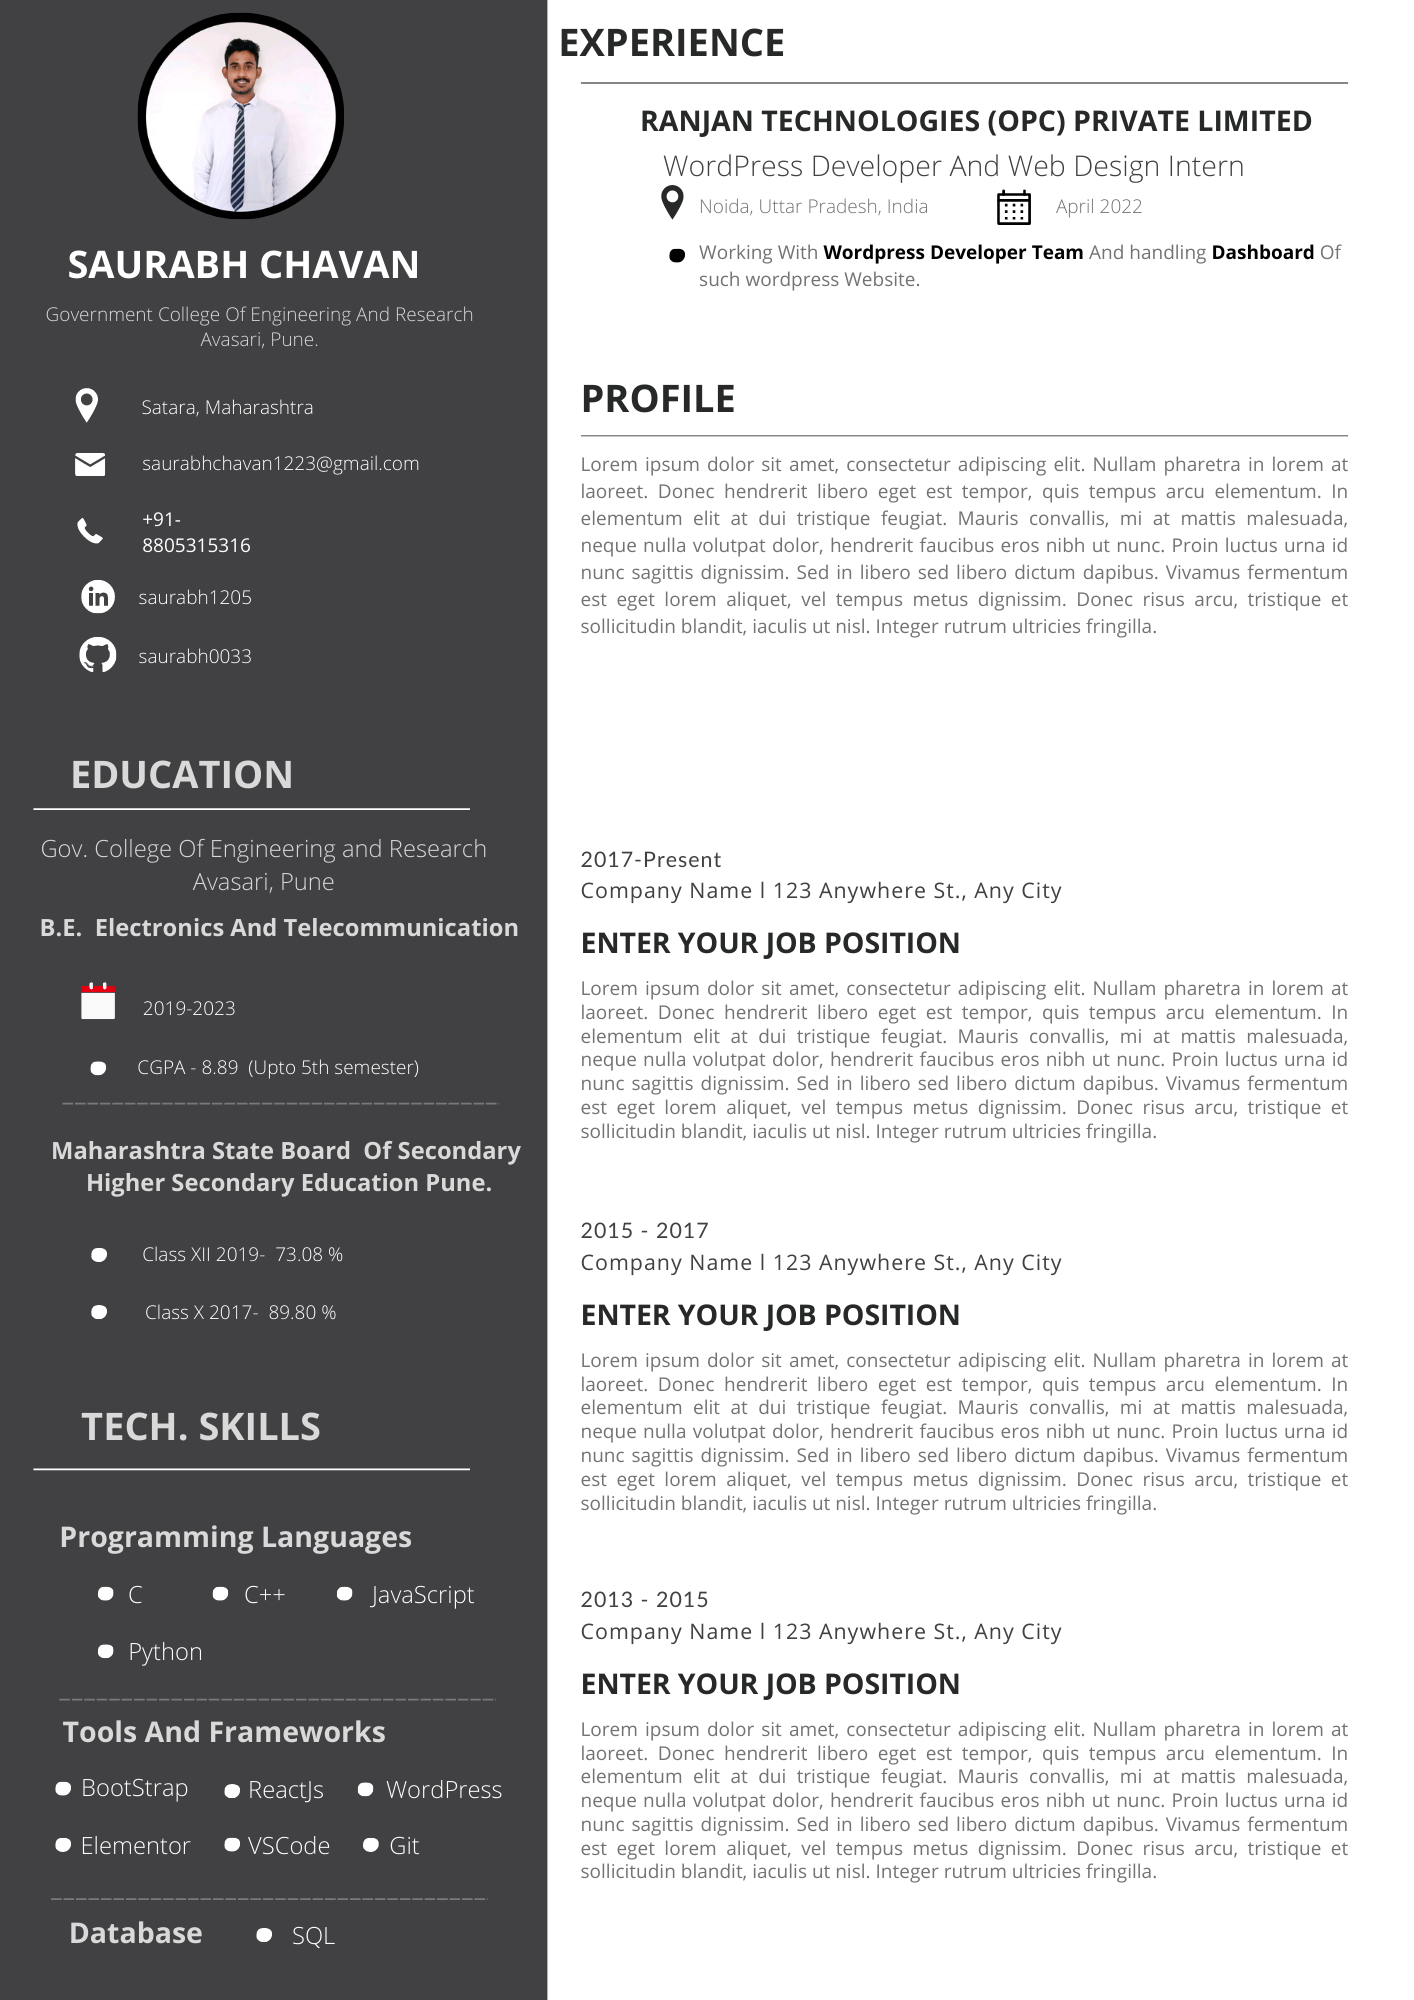 SAURABH CHAVAN
Government College Of Engineering And Research
Avasari, Pune.
Satara, Maharashtra
saurabhchavan1223@gmail.com
+91-
8805315316
saurabh1205
saurabh0033
EDUCATION
Gov. College Of Engineering and Research
Avasari, Pune
B.E. Electronics And Telecommunication
2019-2023
CGPA - 8.89 (Upto 5th semester)
Maharashtra State Board Of Secondary
Higher Secondary Education Pune.
Class XII 2019- 73.08 %
Class X 2017- 89.80 %
TECH. SKILLS
Programming Languages
C C++ JavaScript
Python
Tools And Frameworks
BootStrap ReactJs WordPress
Elementor VSCode Git
Database SQL
EXPERIENCE
RANJAN TECHNOLOGIES (OPC) PRIVATE LIMITED
WordPress Developer And Web Design Intern
Noida, Uttar Pradesh, India April 2022
Working With Wordpress Developer Team And handling Dashboard Of
such wordpress Website.
PROFILE
Lorem ipsum dolor sit amet, consectetur adipiscing elit. Nullam pharetra in lorem at
laoreet. Donec hendrerit libero eget est tempor, quis tempus arcu elementum. In
elementum elit at dui tristique feugiat. Mauris convallis, mi at mattis malesuada,
neque nulla volutpat dolor, hendrerit faucibus eros nibh ut nunc. Proin luctus urna id
nunc sagittis dignissim. Sed in libero sed libero dictum dapibus. Vivamus fermentum
est eget lorem aliquet, vel tempus metus dignissim. Donec risus arcu, tristique et
sollicitudin blandit, iaculis ut nisl. Integer rutrum ultricies fringilla.
2017-Present
Company Name l 123 Anywhere St., Any City
ENTER YOUR JOB POSITION
Lorem ipsum dolor sit amet, consectetur adipiscing elit. Nullam pharetra in lorem at
laoreet. Donec hendrerit libero eget est tempor, quis tempus arcu elementum. In
elementum elit at dui tristique feugiat. Mauris convallis, mi at mattis malesuada,
neque nulla volutpat dolor, hendrerit faucibus eros nibh ut nunc. Proin luctus urna id
nunc sagittis dignissim. Sed in libero sed libero dictum dapibus. Vivamus fermentum
est eget lorem aliquet, vel tempus metus dignissim. Donec risus arcu, tristique et
sollicitudin blandit, iaculis ut nisl. Integer rutrum ultricies fringilla.
2015 - 2017
Company Name l 123 Anywhere St., Any City
ENTER YOUR JOB POSITION
Lorem ipsum dolor sit amet, consectetur adipiscing elit. Nullam pharetra in lorem at
laoreet. Donec hendrerit libero eget est tempor, quis tempus arcu elementum. In
elementum elit at dui tristique feugiat. Mauris convallis, mi at mattis malesuada,
neque nulla volutpat dolor, hendrerit faucibus eros nibh ut nunc. Proin luctus urna id
nunc sagittis dignissim. Sed in libero sed libero dictum dapibus. Vivamus fermentum
est eget lorem aliquet, vel tempus metus dignissim. Donec risus arcu, tristique et
sollicitudin blandit, iaculis ut nisl. Integer rutrum ultricies fringilla.
2013 - 2015
Company Name l 123 Anywhere St., Any City
ENTER YOUR JOB POSITION
Lorem ipsum dolor sit amet, consectetur adipiscing elit. Nullam pharetra in lorem at
laoreet. Donec hendrerit libero eget est tempor, quis tempus arcu elementum. In
elementum elit at dui tristique feugiat. Mauris convallis, mi at mattis malesuada,
neque nulla volutpat dolor, hendrerit faucibus eros nibh ut nunc. Proin luctus urna id
nunc sagittis dignissim. Sed in libero sed libero dictum dapibus. Vivamus fermentum
est eget lorem aliquet, vel tempus metus dignissim. Donec risus arcu, tristique et
sollicitudin blandit, iaculis ut nisl. Integer rutrum ultricies fringilla.